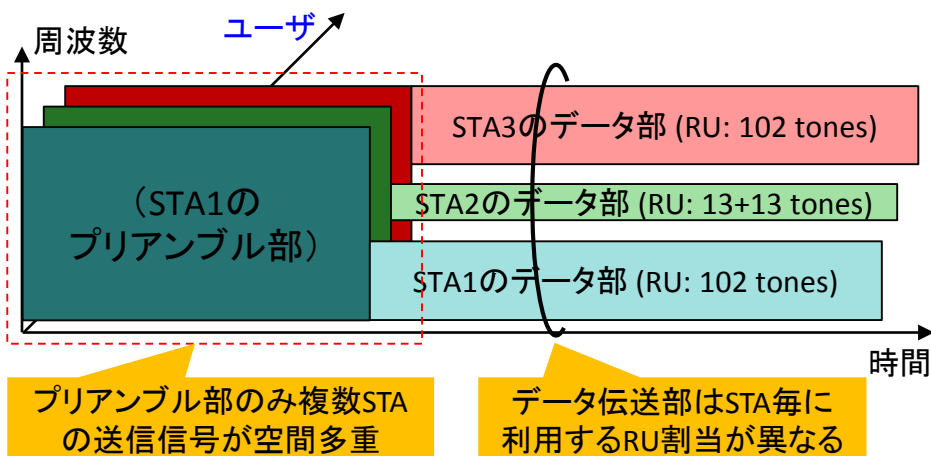 ユーザ
周波数
STA3のデータ部 (RU: 102 tones)
（STA1の
プリアンブル部）
STA2のデータ部 (RU: 13+13 tones)
STA1のデータ部 (RU: 102 tones)
時間
プリアンブル部のみ複数STA
の送信信号が空間多重
データ伝送部はSTA毎に
利用するRU割当が異なる